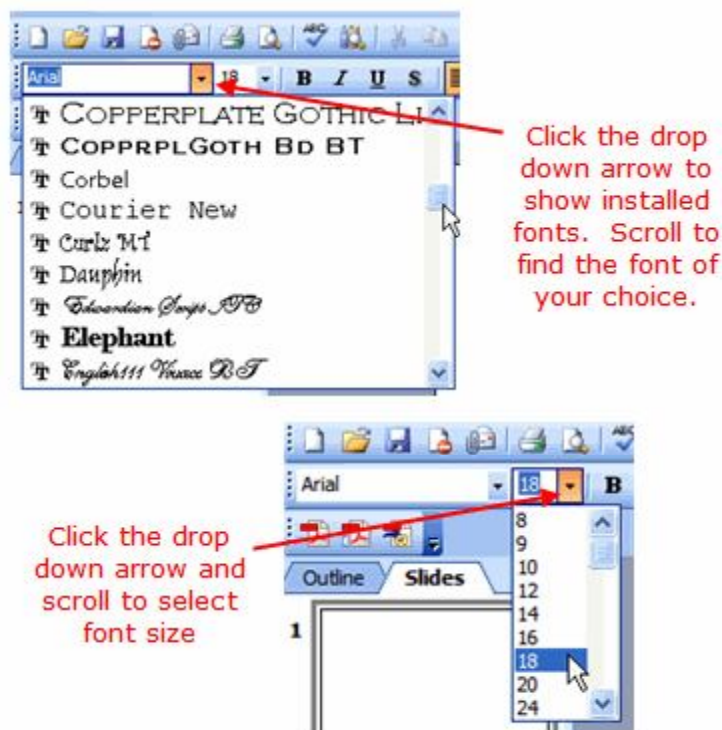 ABC
Arial 18 B I U S
COPPERPLATE GOTHIC LI
COPPRPLGOTH BD BT
Corbel
Courier New
Curlz MT
Dauphin
Edwardian Script ITC
Elephant
English111 Vivace BT
Click the drop
down arrow to
show installed
fonts. Scroll to
find the font of
your choice.
ABC
Arial 18 B
8
9
10
12
14
16
18
20
24
Outline Slides
1
Click the drop
down arrow and
scroll to select
font size